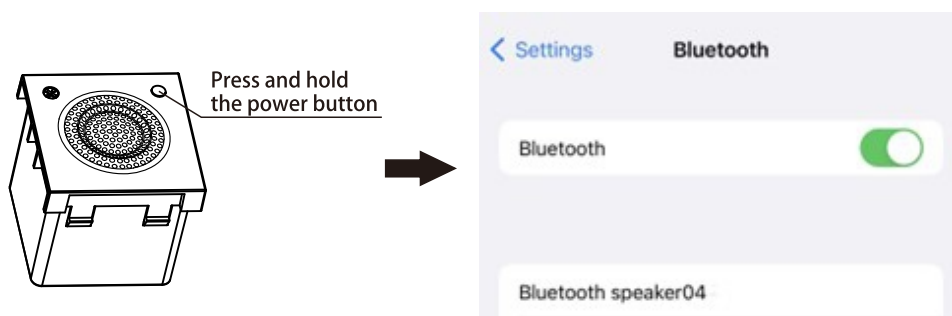 Press and hold
the power button
Settings
Bluetooth
Bluetooth
Bluetooth speaker04